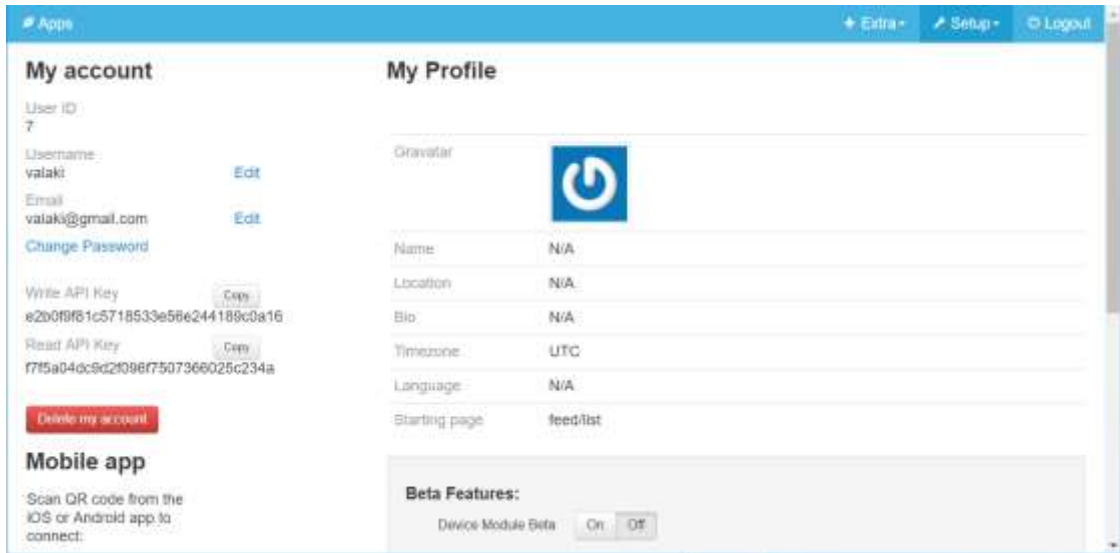 Apps
Extra
Setup
Logout
My account
User ID
7
Username
valaki
Edit
Email
valaki@gmail.com
Edit
Change Password
Write API Key
Copy
e2b0f9f81c5718533e56e244189c0a16
Read API Key
Copy
f7f5a04dc9d2f096f7507366025c234a
Delete my account
Mobile app
Scan QR code from the
iOS or Android app to
connect:
My Profile
Gravatar
Name
N/A
Location
N/A
Bio
N/A
Timezone
UTC
Language
N/A
Starting page
feed/list
Beta Features:
Device Module Beta
On
Off